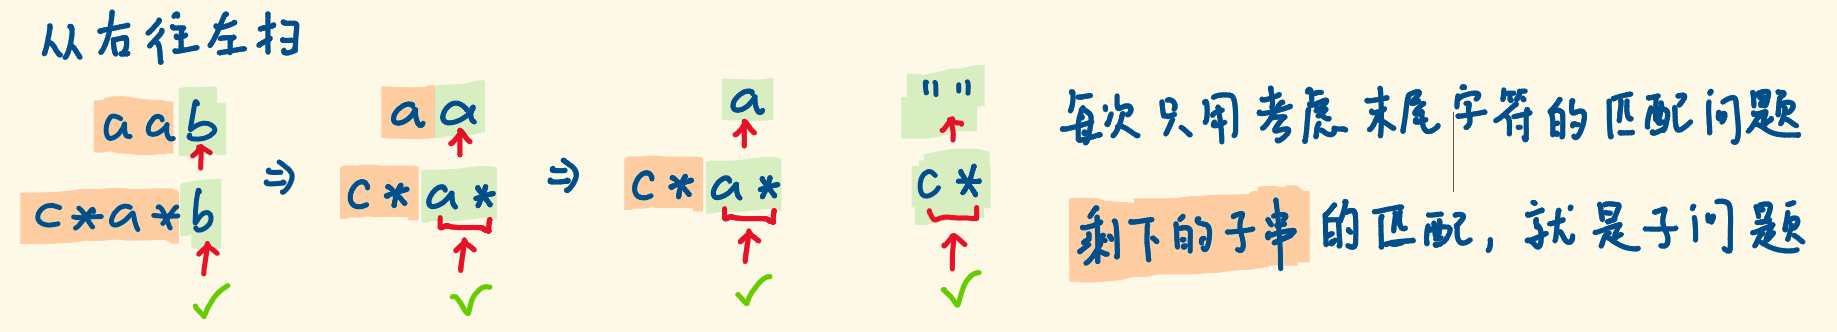 从右往左扫
aab ⇒ aa ⇒ a ""
c*a*b c*a* c*a* c*
每次只用考虑末尾字符的匹配问题
剩下的子串的匹配，就是子问题